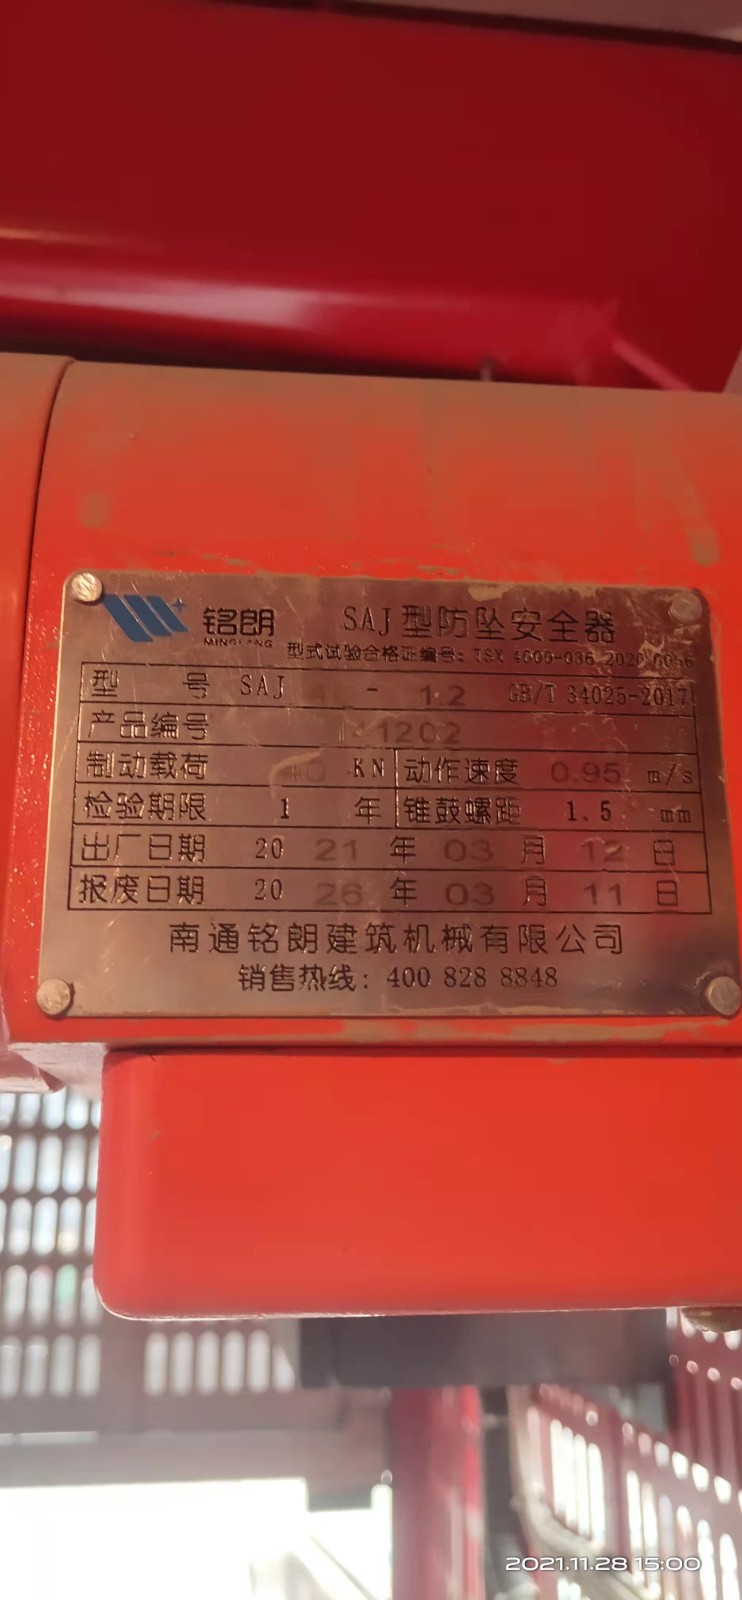 铭朗
MINGLANG
SAJ型防坠安全器
型式试验合格证编号：TSX 4000-036 2020
型 号 SAJ - 1.2 GB/T 34025-2017
产品编号 1202
制动载荷 40 KN 动作速度 0.95 m/s
检验期限 1 年 锥鼓螺距 1.5 mm
出厂日期 20 21 年 03 月 12 日
报废日期 20 26 年 03 月 11 日
南通铭朗建筑机械有限公司
销售热线：400 828 8848
2021.11.28 15:00